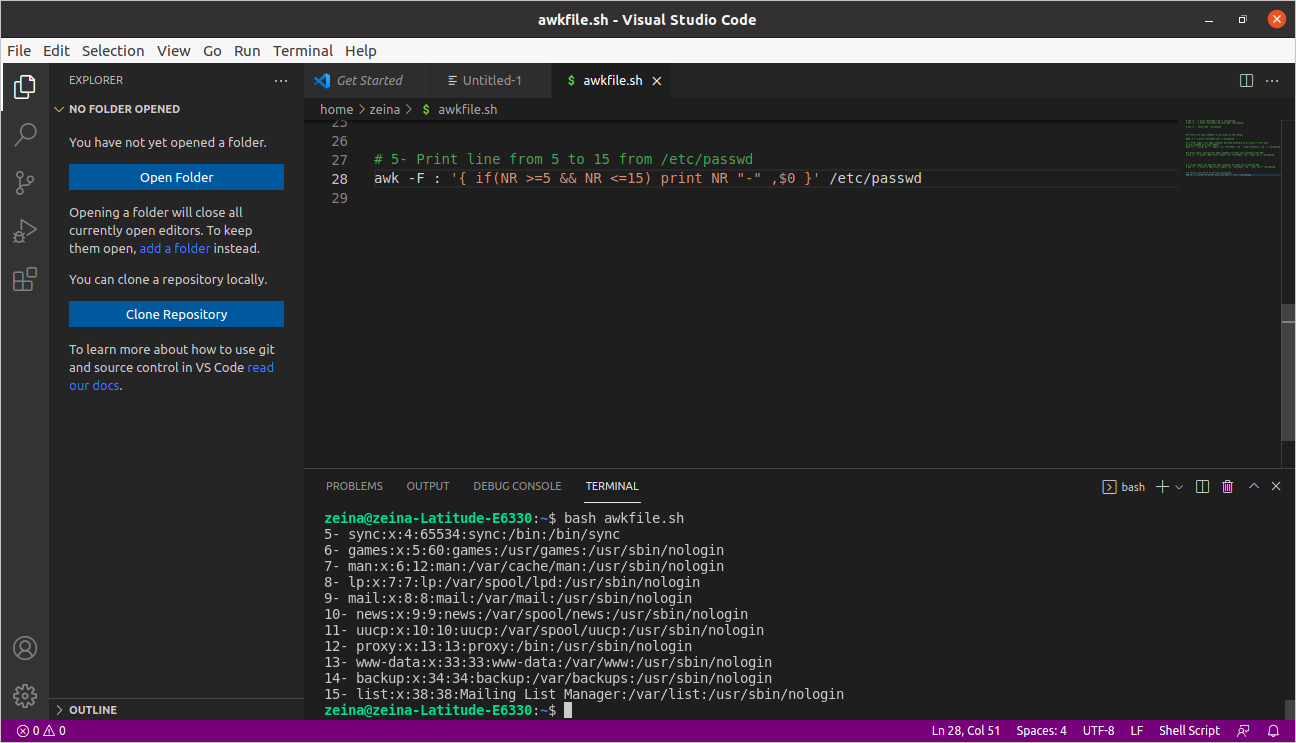 awkfile.sh - Visual Studio Code
File Edit Selection View Go Run Terminal Help
EXPLORER
NO FOLDER OPENED
You have not yet opened a folder.
Open Folder
Opening a folder will close all
currently open editors. To keep
them open, add a folder instead.
You can clone a repository locally.
Clone Repository
To learn more about how to use git
and source control in VS Code read
our docs.
OUTLINE
Get Started
Untitled-1
$ awkfile.sh
home > zeina > $ awkfile.sh
25
26
27 # 5- Print line from 5 to 15 from /etc/passwd
28 awk -F : '{ if(NR >=5 && NR <=15) print NR "-" ,$0 }' /etc/passwd
29
PROBLEMS OUTPUT DEBUG CONSOLE TERMINAL
bash
zeina@zeina-Latitude-E6330:~$ bash awkfile.sh
5- sync:x:4:65534:sync:/bin:/bin/sync
6- games:x:5:60:games:/usr/games:/usr/sbin/nologin
7- man:x:6:12:man:/var/cache/man:/usr/sbin/nologin
8- lp:x:7:7:lp:/var/spool/lpd:/usr/sbin/nologin
9- mail:x:8:8:mail:/var/mail:/usr/sbin/nologin
10- news:x:9:9:news:/var/spool/news:/usr/sbin/nologin
11- uucp:x:10:10:uucp:/var/spool/uucp:/usr/sbin/nologin
12- proxy:x:13:13:proxy:/bin:/usr/sbin/nologin
13- www-data:x:33:33:www-data:/var/www:/usr/sbin/nologin
14- backup:x:34:34:backup:/var/backups:/usr/sbin/nologin
15- list:x:38:38:Mailing List Manager:/var/list:/usr/sbin/nologin
zeina@zeina-Latitude-E6330:~$
0 0
Ln 28, Col 51 Spaces: 4 UTF-8 LF Shell Script